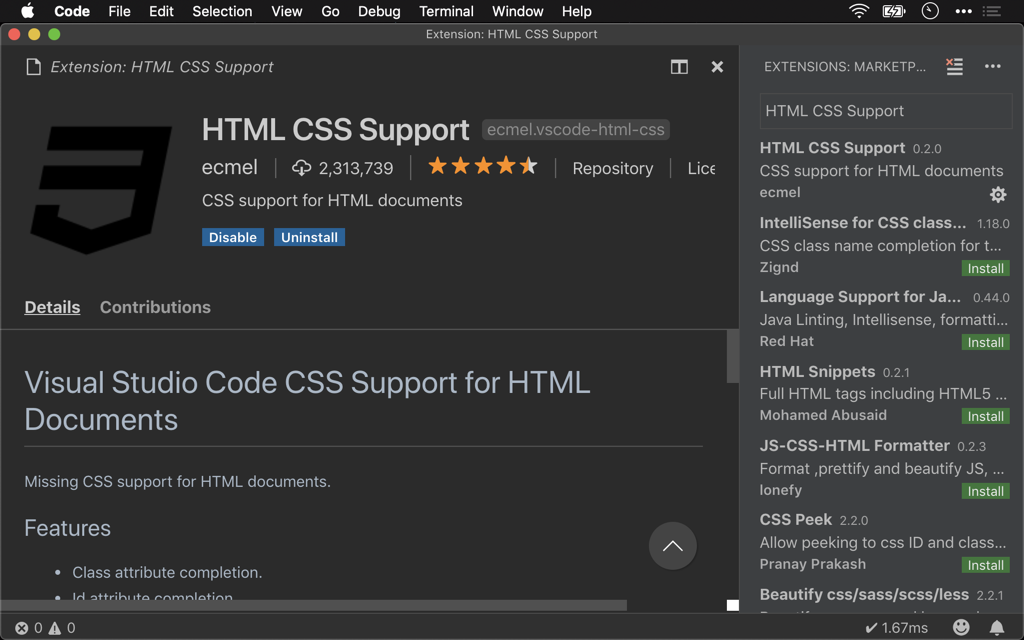 Code File Edit Selection View Go Debug Terminal Window Help
Extension: HTML CSS Support
Extension: HTML CSS Support
HTML CSS Support ecmel.vscode-html-css
ecmel 2,313,739 Repository Lice
CSS support for HTML documents
Disable Uninstall
Details Contributions
Visual Studio Code CSS Support for HTML
Documents
Missing CSS support for HTML documents.
Features
• Class attribute completion.
• Id attribute completion
EXTENSIONS: MARKETP...
HTML CSS Support
HTML CSS Support 0.2.0
CSS support for HTML documents
ecmel
IntelliSense for CSS class... 1.18.0
CSS class name completion for t...
Zignd Install
Language Support for Ja... 0.44.0
Java Linting, Intellisense, formatti...
Red Hat Install
HTML Snippets 0.2.1
Full HTML tags including HTML5 ...
Mohamed Abusaid Install
JS-CSS-HTML Formatter 0.2.3
Format ,prettify and beautify JS, ...
lonefy Install
CSS Peek 2.2.0
Allow peeking to css ID and class...
Pranay Prakash Install
Beautify css/sass/scss/less 2.2.1
0 0 ✔ 1.67ms